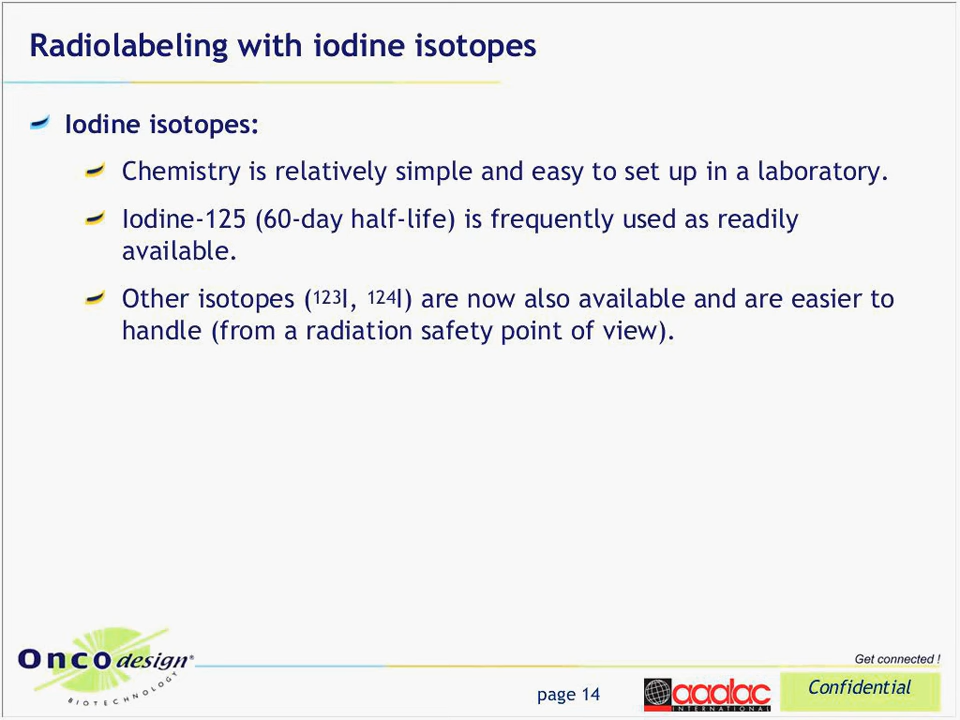 Radiolabeling with iodine isotopes
Iodine isotopes:
Chemistry is relatively simple and easy to set up in a laboratory.
Iodine-125 (60-day half-life) is frequently used as readily
available.
Other isotopes (¹²³I, ¹²⁴I) are now also available and are easier to
handle (from a radiation safety point of view).
Oncodesign®
BIOTECHNOLOGY
Get connected !
page 14
aaalac
INTERNATIONAL
Confidential